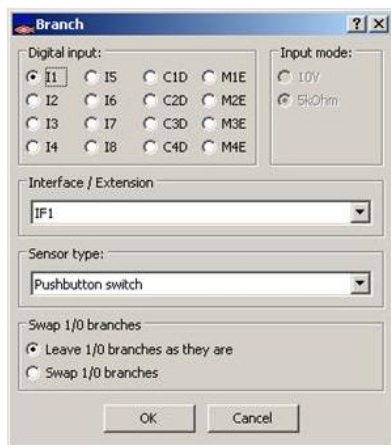 Branch
Digital input:
I1 I5 C1D M1E
I2 I6 C2D M2E
I3 I7 C3D M3E
I4 I8 C4D M4E
Input mode:
10V
5kOhm
Interface / Extension
IF1
Sensor type:
Pushbutton switch
Swap 1/0 branches
Leave 1/0 branches as they are
Swap 1/0 branches
OK Cancel